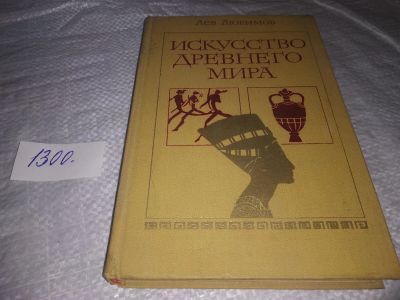 Лев Любимов
ИСКУССТВО
ДРЕВНЕГО
МИРА
1300.